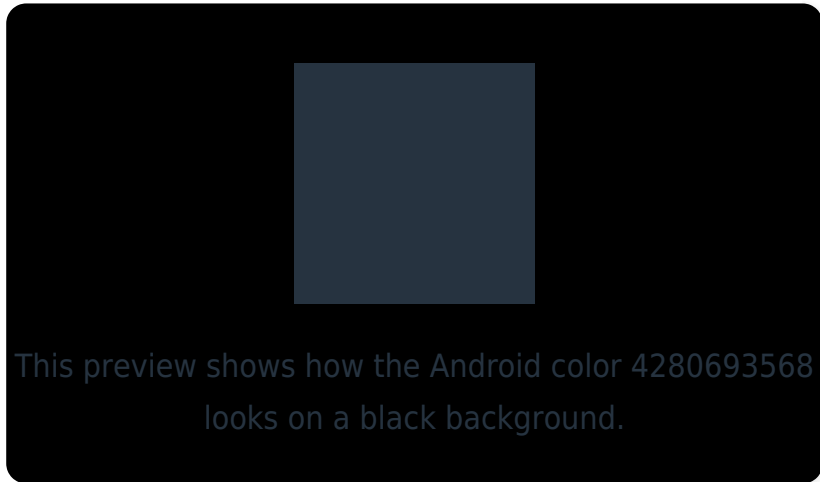 This preview shows how the Android color 4280693568
looks on a black background.